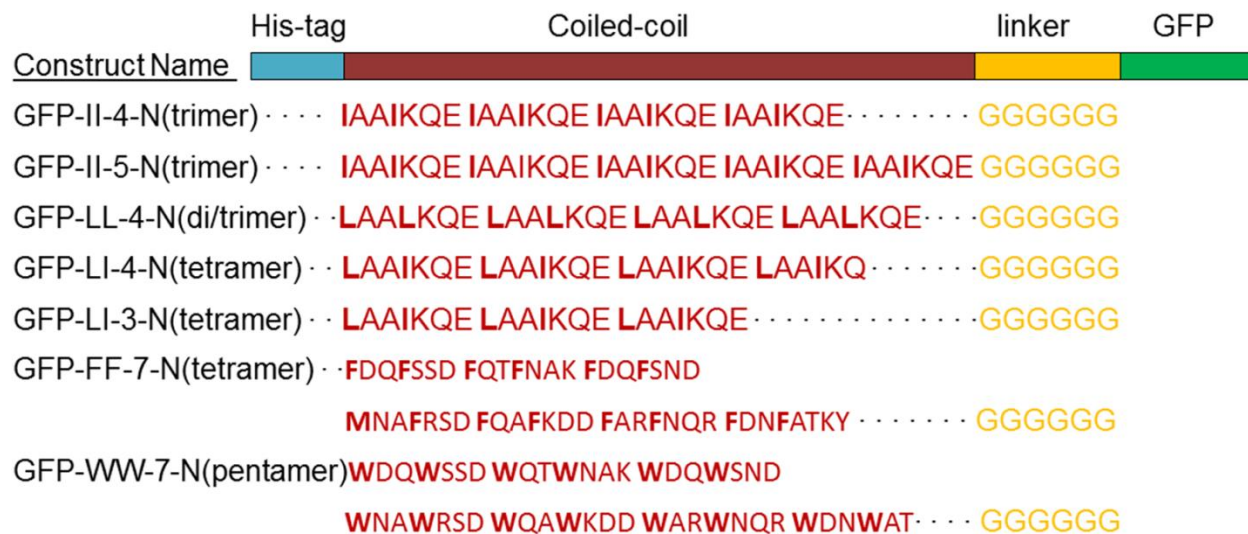 His-tag Coiled-coil linker GFP
Construct Name
GFP-II-4-N(trimer) · · · · IAAIKQE IAAIKQE IAAIKQE IAAIKQE · · · · · · · · GGGGGG
GFP-II-5-N(trimer) · · · · IAAIKQE IAAIKQE IAAIKQE IAAIKQE IAAIKQE GGGGGG
GFP-LL-4-N(di/trimer) · · LAALKQE LAALKQE LAALKQE LAALKQE · · · · GGGGGG
GFP-LI-4-N(tetramer) · · LAAIKQE LAAIKQE LAAIKQE LAAIKQ · · · · · · · GGGGGG
GFP-LI-3-N(tetramer) · · LAAIKQE LAAIKQE LAAIKQE · · · · · · · · · · · · · · GGGGGG
GFP-FF-7-N(tetramer) · · FDQFSSD FQTFNAK FDQFSND
MNAFRSD FQAFKDD FARFNQR FDNFATKY · · · · · · · · GGGGGG
GFP-WW-7-N(pentamer) WDQWSSD WQTWNAK WDQWSND
WNAWRSD WQAWKDD WARWNQR WDNWAT · · · · GGGGGG